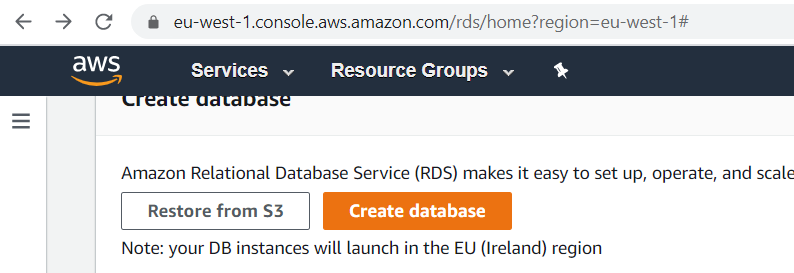 eu-west-1.console.aws.amazon.com/rds/home?region=eu-west-1#
aws Services Resource Groups
Create database
Amazon Relational Database Service (RDS) makes it easy to set up, operate, and scale
Restore from S3 Create database
Note: your DB instances will launch in the EU (Ireland) region